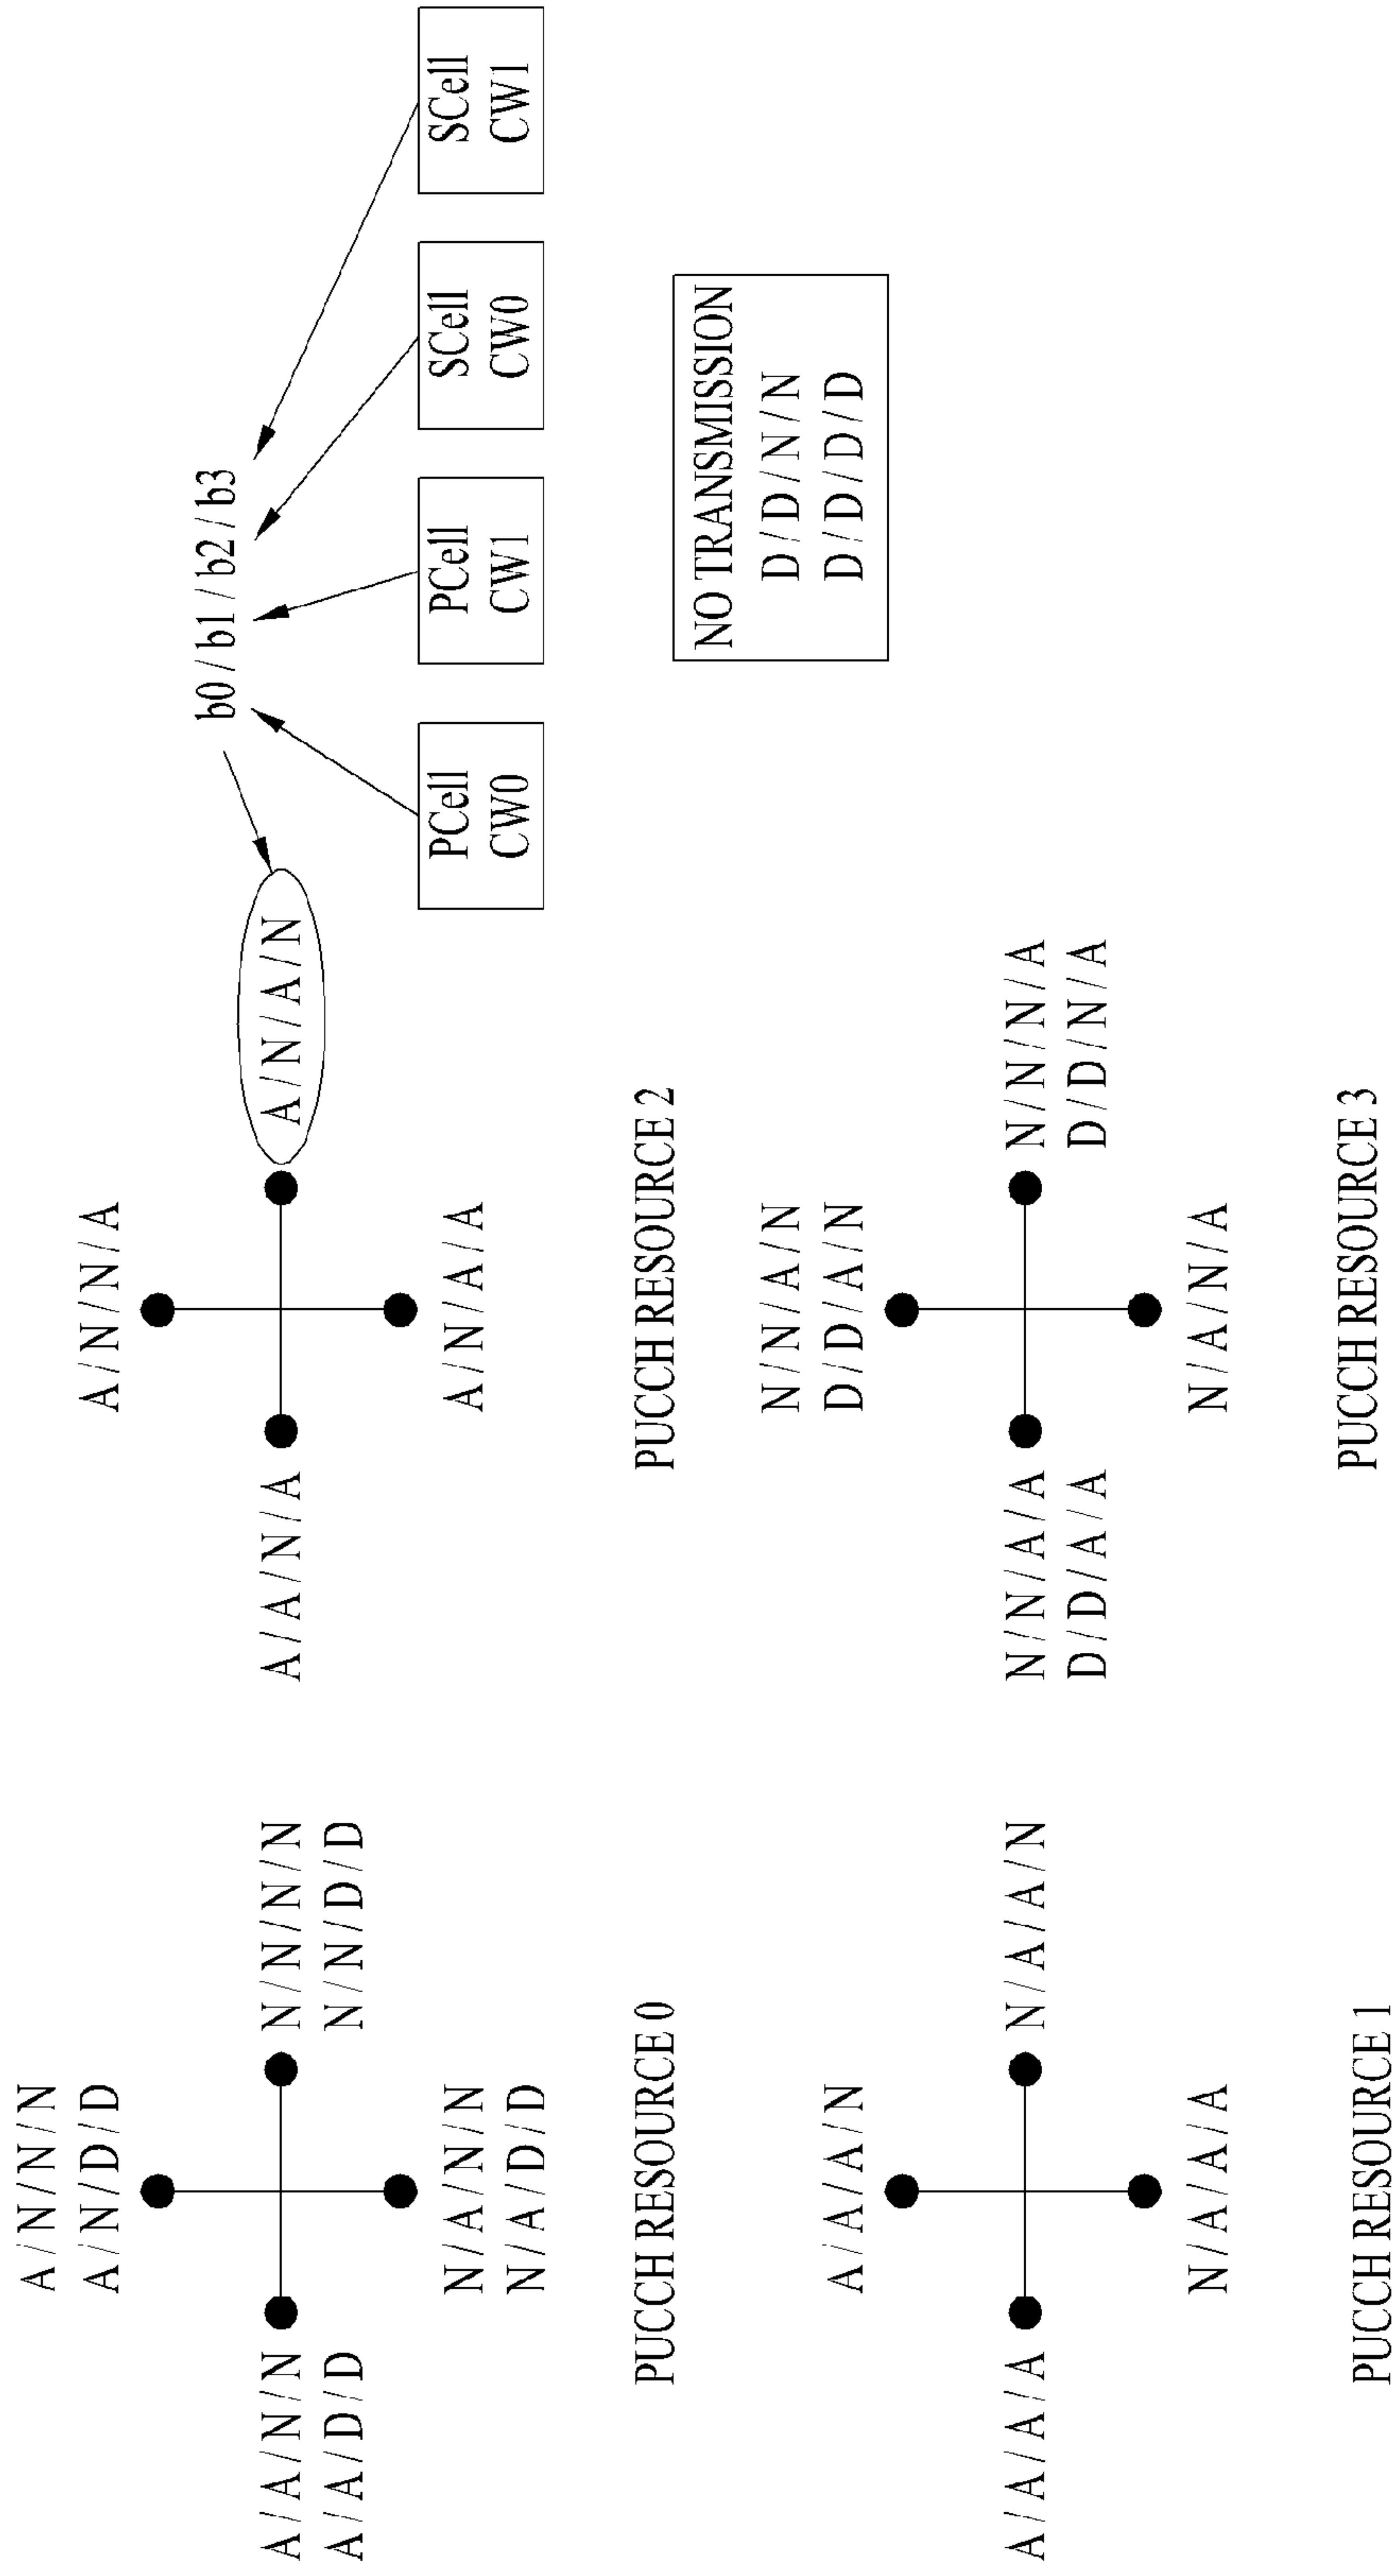 A / N / N / N
A / N / D / D
A / A / N / N
A / A / D / D
N / N / N / N
N / N / D / D
N / A / N / N
N / A / D / D
PUCCH RESOURCE 0
A / N / N / A
A / A / N / A
A / N / A / N
A / N / A / A
PUCCH RESOURCE 2
b0 / b1 / b2 / b3
PCell
CW0
PCell
CW1
SCell
CW0
SCell
CW1
NO TRANSMISSION
D / D / N / N
D / D / D / D
A / A / A / N
A / A / A / A
N / A / A / N
N / A / A / A
PUCCH RESOURCE 1
N / N / A / N
D / D / A / N
N / N / A / A
D / D / A / A
N / N / N / A
D / D / N / A
N / A / N / A
PUCCH RESOURCE 3